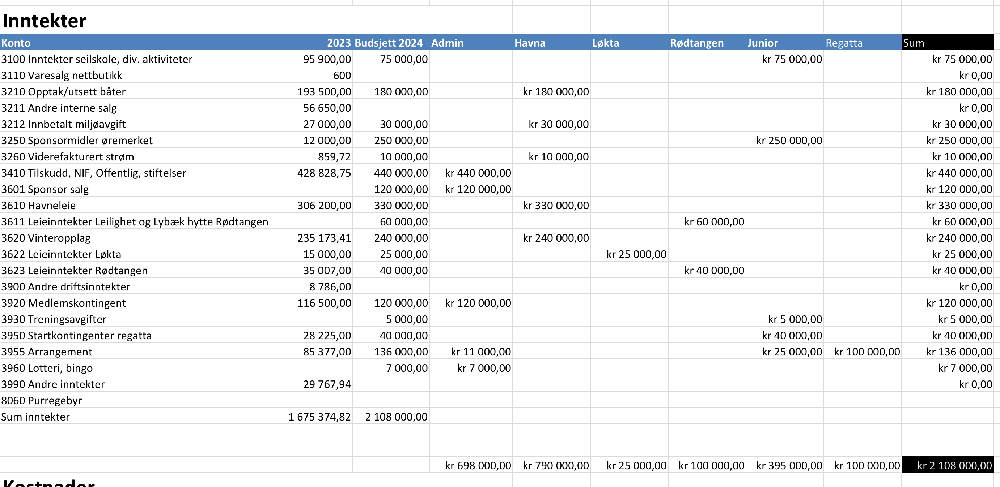 Inntekter
Konto 2023 Budsjett 2024 Admin Havna Løkta Rødtangen Junior Regatta Sum
3100 Inntekter seilskole, div. aktiviteter 95 900,00 75 000,00 kr 75 000,00 kr 75 000,00
3110 Varesalg nettbutikk 600 kr 0,00
3210 Opptak/utsett båter 193 500,00 180 000,00 kr 180 000,00 kr 180 000,00
3211 Andre interne salg 56 650,00 kr 0,00
3212 Innbetalt miljøavgift 27 000,00 30 000,00 kr 30 000,00 kr 30 000,00
3250 Sponsormidler øremerket 12 000,00 250 000,00 kr 250 000,00 kr 250 000,00
3260 Viderefakturert strøm 859,72 10 000,00 kr 10 000,00 kr 10 000,00
3410 Tilskudd, NIF, Offentlig, stiftelser 428 828,75 440 000,00 kr 440 000,00 kr 440 000,00
3601 Sponsor salg 120 000,00 kr 120 000,00 kr 120 000,00
3610 Havneleie 306 200,00 330 000,00 kr 330 000,00 kr 330 000,00
3611 Leieinntekter Leilighet og Lybæk hytte Rødtangen 60 000,00 kr 60 000,00 kr 60 000,00
3620 Vinteropplag 235 173,41 240 000,00 kr 240 000,00 kr 240 000,00
3622 Leieinntekter Løkta 15 000,00 25 000,00 kr 25 000,00 kr 25 000,00
3623 Leieinntekter Rødtangen 35 007,00 40 000,00 kr 40 000,00 kr 40 000,00
3900 Andre driftsinntekter 8 786,00 kr 0,00
3920 Medlemskontingent 116 500,00 120 000,00 kr 120 000,00 kr 120 000,00
3930 Treningsavgifter 5 000,00 kr 5 000,00 kr 5 000,00
3950 Startkontingenter regatta 28 225,00 40 000,00 kr 40 000,00 kr 40 000,00
3955 Arrangement 85 377,00 136 000,00 kr 11 000,00 kr 25 000,00 kr 100 000,00 kr 136 000,00
3960 Lotteri, bingo 7 000,00 kr 7 000,00 kr 7 000,00
3990 Andre inntekter 29 767,94 kr 0,00
8060 Purregebyr
Sum inntekter 1 675 374,82 2 108 000,00
kr 698 000,00 kr 790 000,00 kr 25 000,00 kr 100 000,00 kr 395 000,00 kr 100 000,00 kr 2 108 000,00
Kostnader